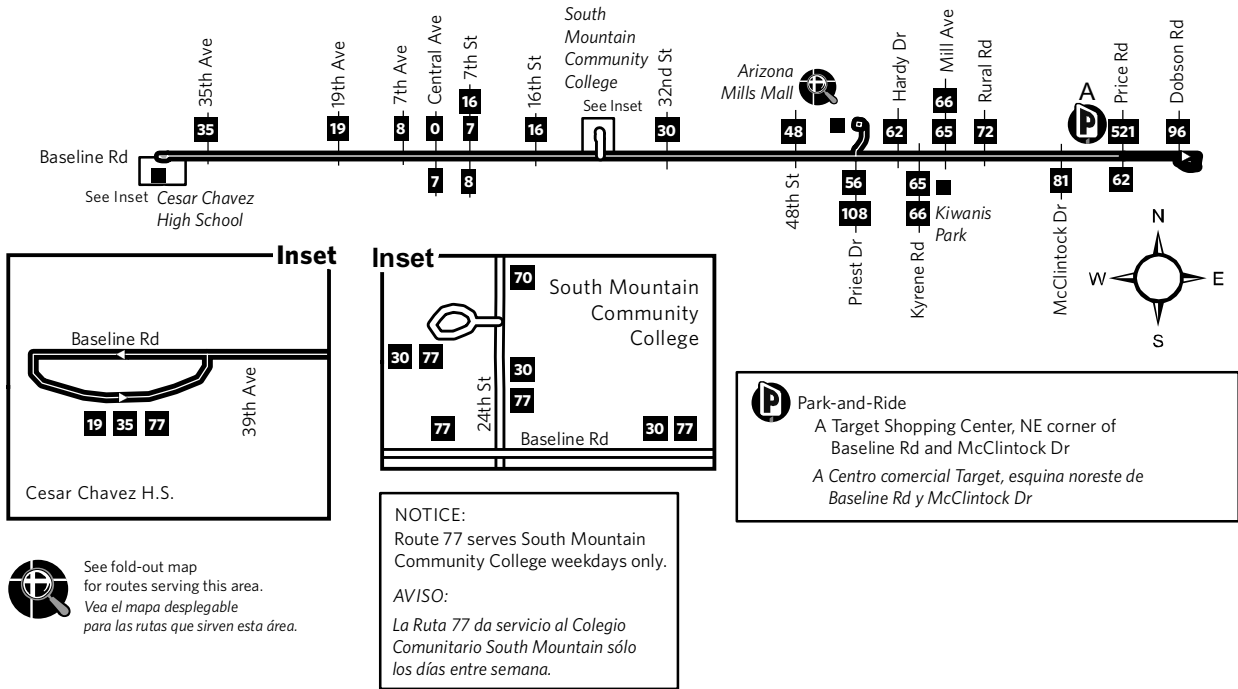 35th Ave
19th Ave
7th Ave
Central Ave
7th St
16th St
South
Mountain
Community
College
See Inset
32nd St
Arizona
Mills Mall
Hardy Dr
Mill Ave
Rural Rd
A
Price Rd
Dobson Rd
16
66
35
19
8
0
7
16
30
48
62
65
72
P
521
96
Baseline Rd
7
8
56
65
81
62
108
66
See Inset
Cesar Chavez
High School
48th St
Priest Dr
Kyrene Rd
Kiwanis
Park
McClintock Dr
N
W
E
S
Inset
Baseline Rd
39th Ave
19 35 77
Cesar Chavez H.S.
Inset
70
South Mountain
Community
College
30 77
30
77
24th St
77
Baseline Rd
30 77
P
Park-and-Ride
A Target Shopping Center, NE corner of
Baseline Rd and McClintock Dr
A Centro comercial Target, esquina noreste de
Baseline Rd y McClintock Dr
See fold-out map
for routes serving this area.
Vea el mapa desplegable
para las rutas que sirven esta área.
NOTICE:
Route 77 serves South Mountain
Community College weekdays only.
AVISO:
La Ruta 77 da servicio al Colegio
Comunitario South Mountain sólo
los días entre semana.